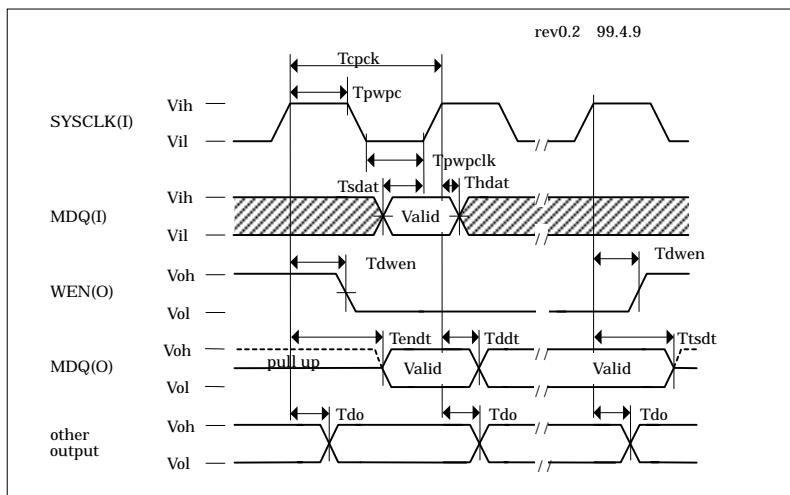 rev0.2 99.4.9
Tcpck
Tpwpc
Vih
SYSCLK(I)
Vil
Tpwpclk
Tsdat
Thdat
Vih
MDQ(I)
Valid
Vil
Tdwen
Tdwen
Voh
WEN(O)
Vol
Tendt
Tddt
Ttsdt
Voh
pull up
MDQ(O)
Valid
Valid
Vol
Tdo
Tdo
Tdo
Voh
other
output
Vol